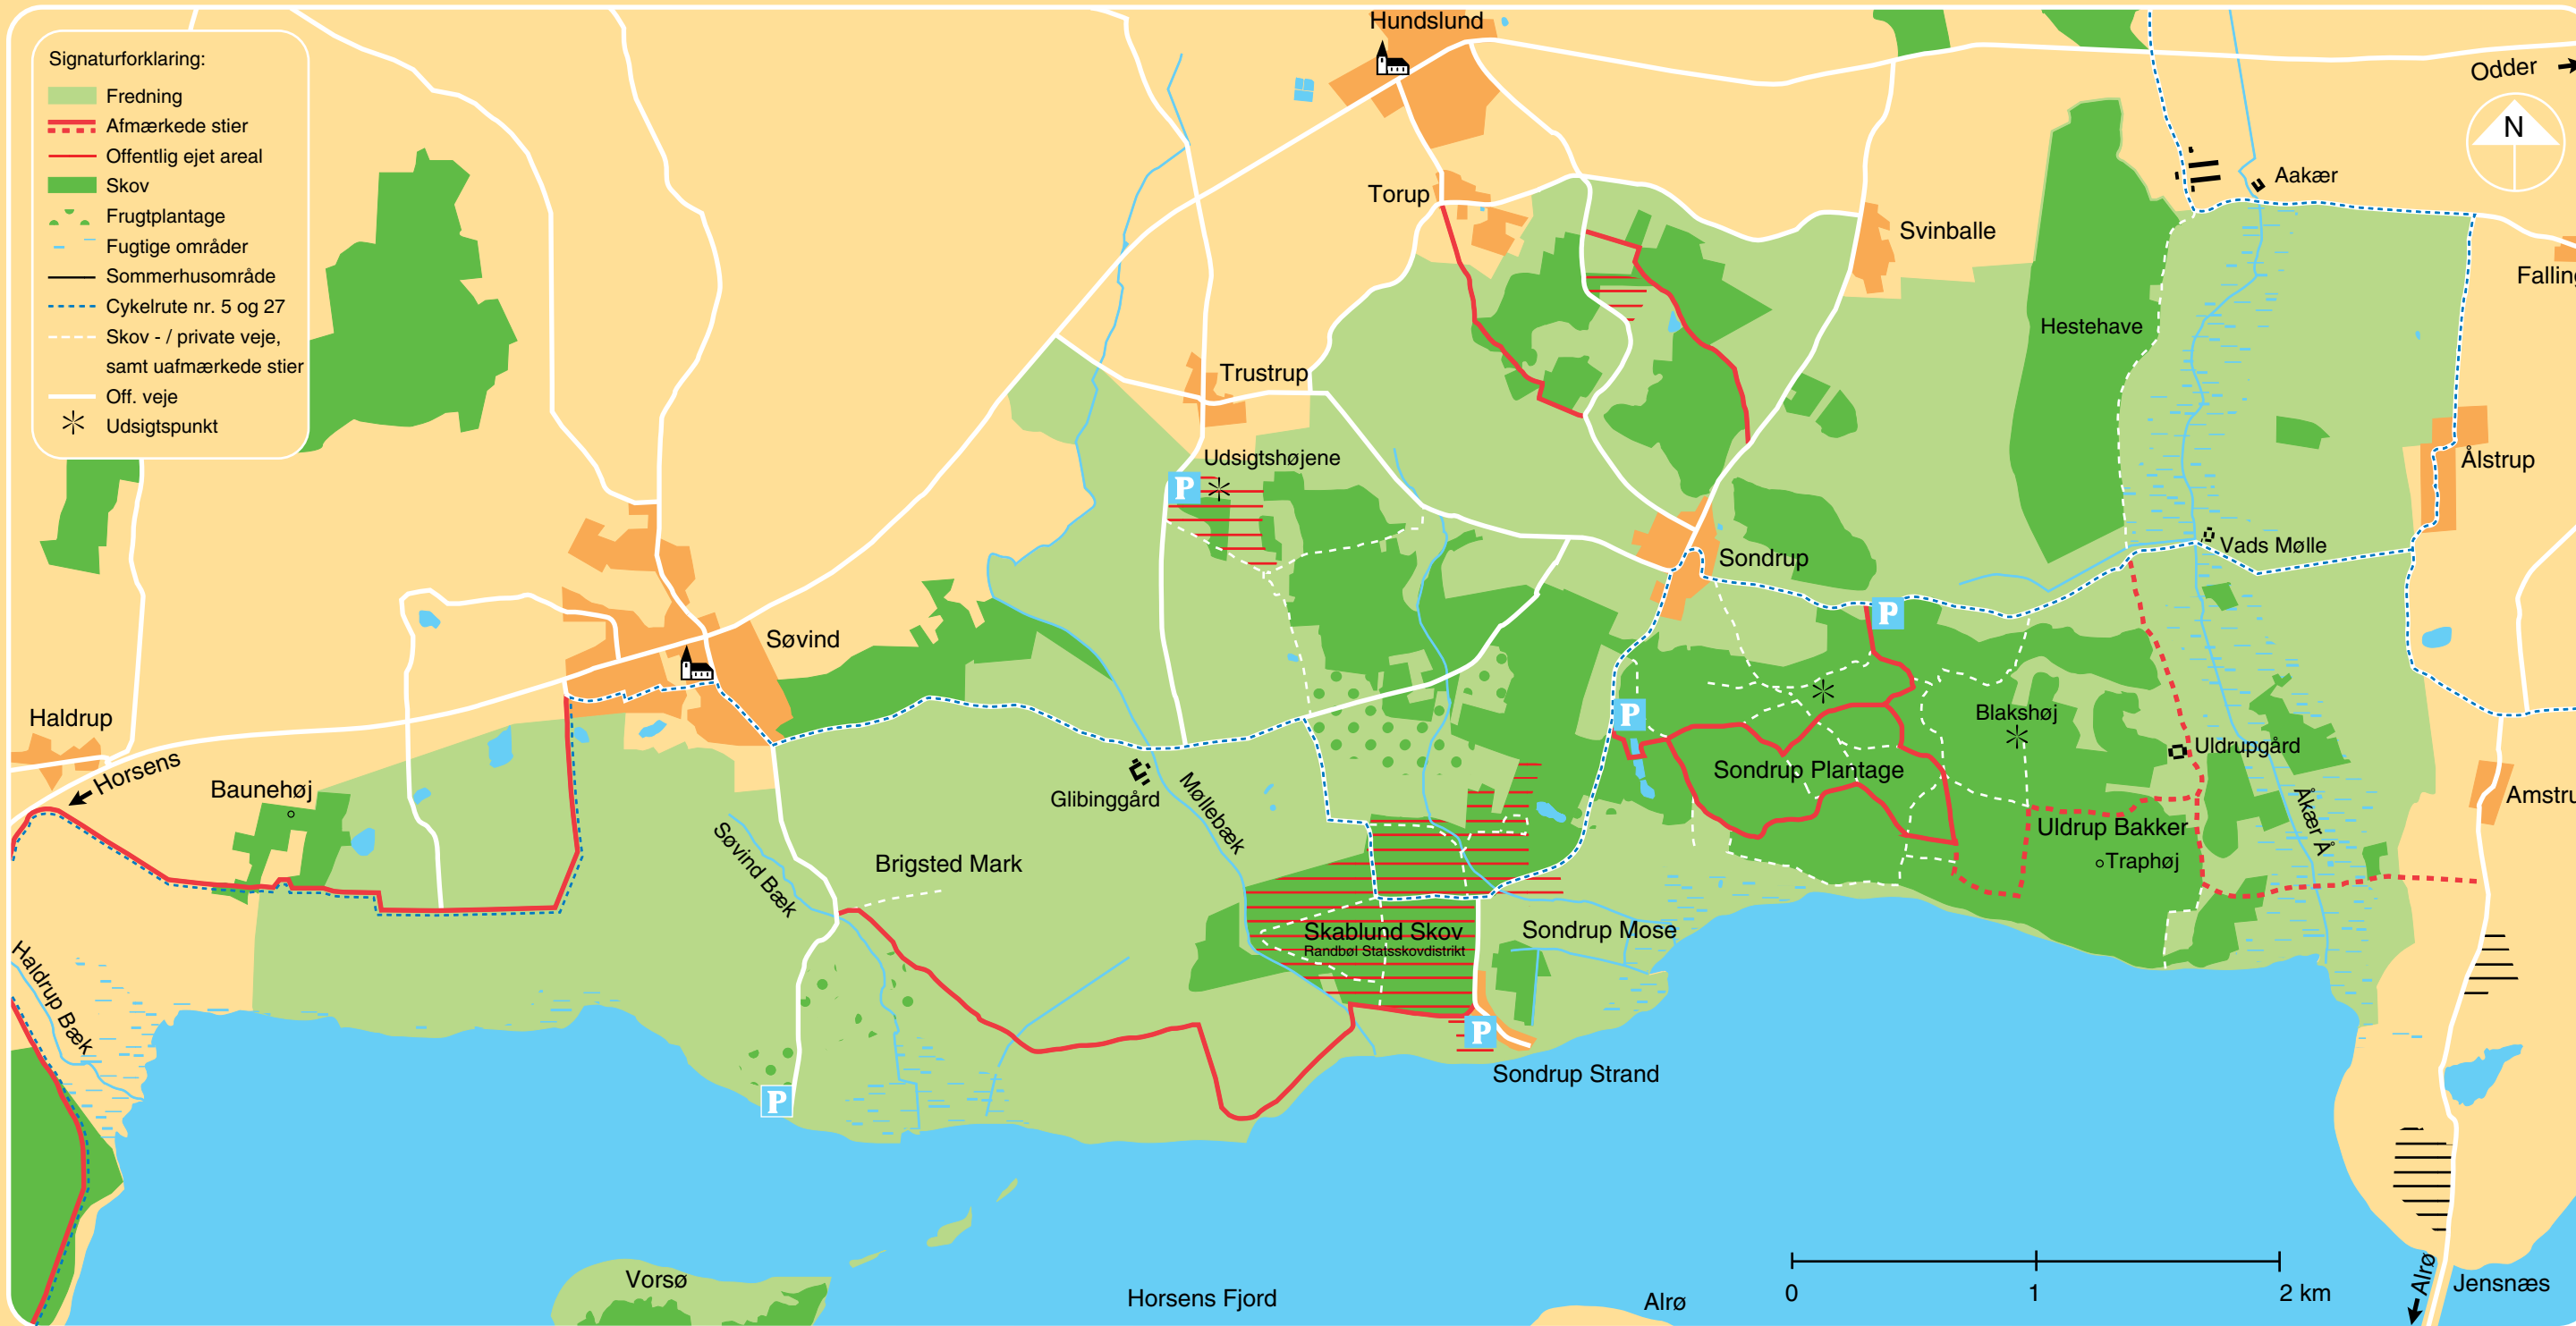 Signaturforklaring:
Fredning
Afmærkede stier
Offentlig ejet areal
Skov
Frugtplantage
Fugtige områder
Sommerhusområde
Cykelrute nr. 5 og 27
Skov - / private veje,
samt uafmærkede stier
Off. veje
Udsigtspunkt
Hundslund
Odder
N
Torup
Aakær
Svinballe
Falling
Hestehave
Trustrup
Udsigtshøjene
P
Ålstrup
Sondrup
Vads Mølle
P
Søvind
Haldrup
Horsens
Baunehøj
P
Blakshøj
Uldrupgård
Sondrup Plantage
Glibinggård
Møllebæk
Amstru
Åkær Å
Uldrup Bakker
Traphøj
Søvind Bæk
Brigsted Mark
Skablund Skov
Randbøl Statsskovdistrikt
Sondrup Mose
Haldrup Bæk
P
Sondrup Strand
P
Vorsø
Horsens Fjord
Alrø
0 1 2 km
Alrø
Jensnæs